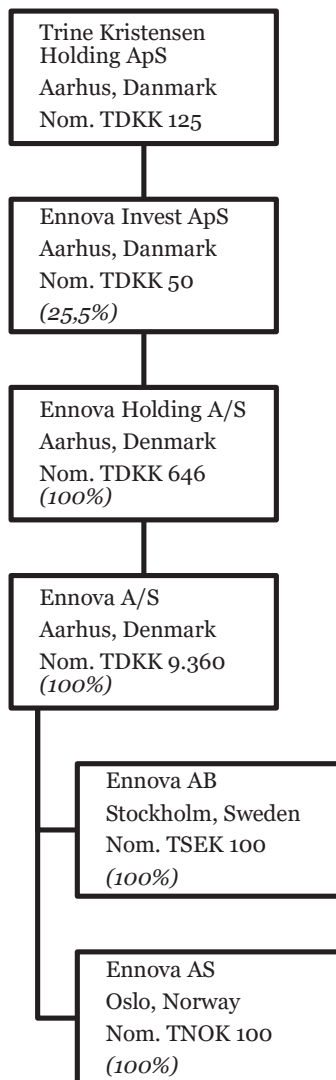 Trine Kristensen
Holding ApS
Aarhus, Danmark
Nom. TDKK 125
Ennova Invest ApS
Aarhus, Danmark
Nom. TDKK 50
(25,5%)
Ennova Holding A/S
Aarhus, Denmark
Nom. TDKK 646
(100%)
Ennova A/S
Aarhus, Denmark
Nom. TDKK 9.360
(100%)
Ennova AB
Stockholm, Sweden
Nom. TSEK 100
(100%)
Ennova AS
Oslo, Norway
Nom. TNOK 100
(100%)